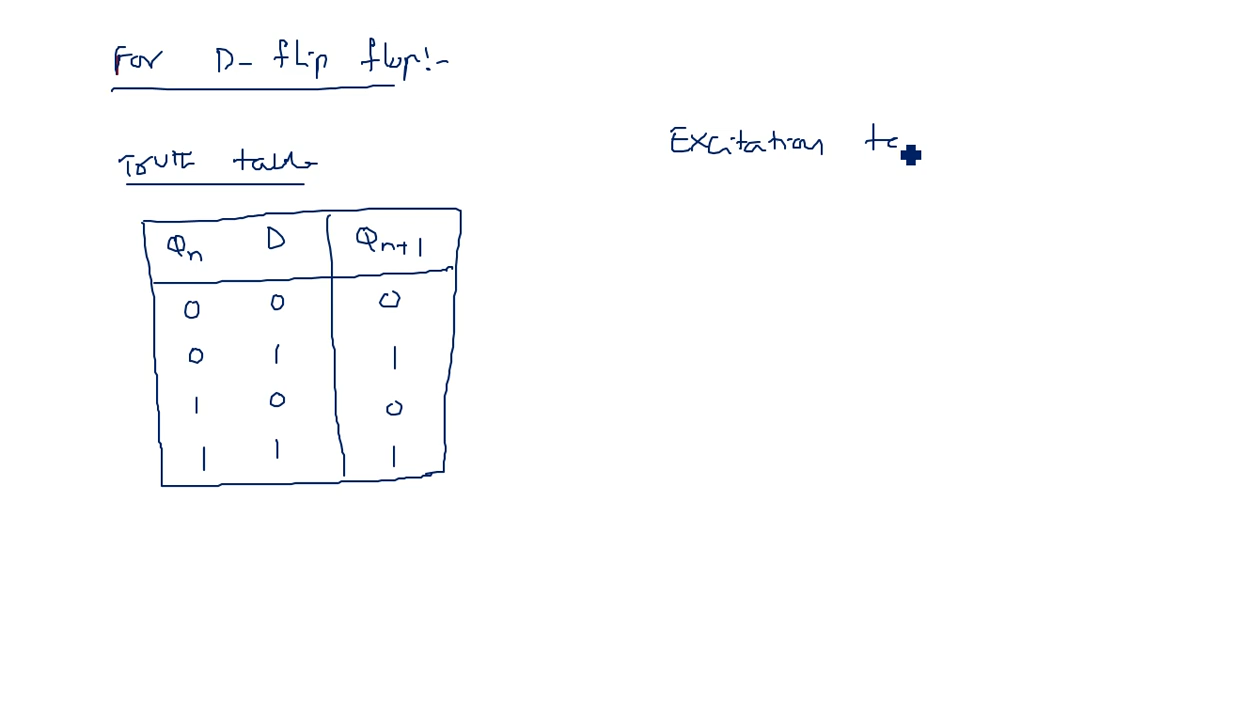 For D- flip flop:-
Truth table
Excitation ta
Qn D Qn+1
0 0 0
0 1 1
1 0 0
1 1 1